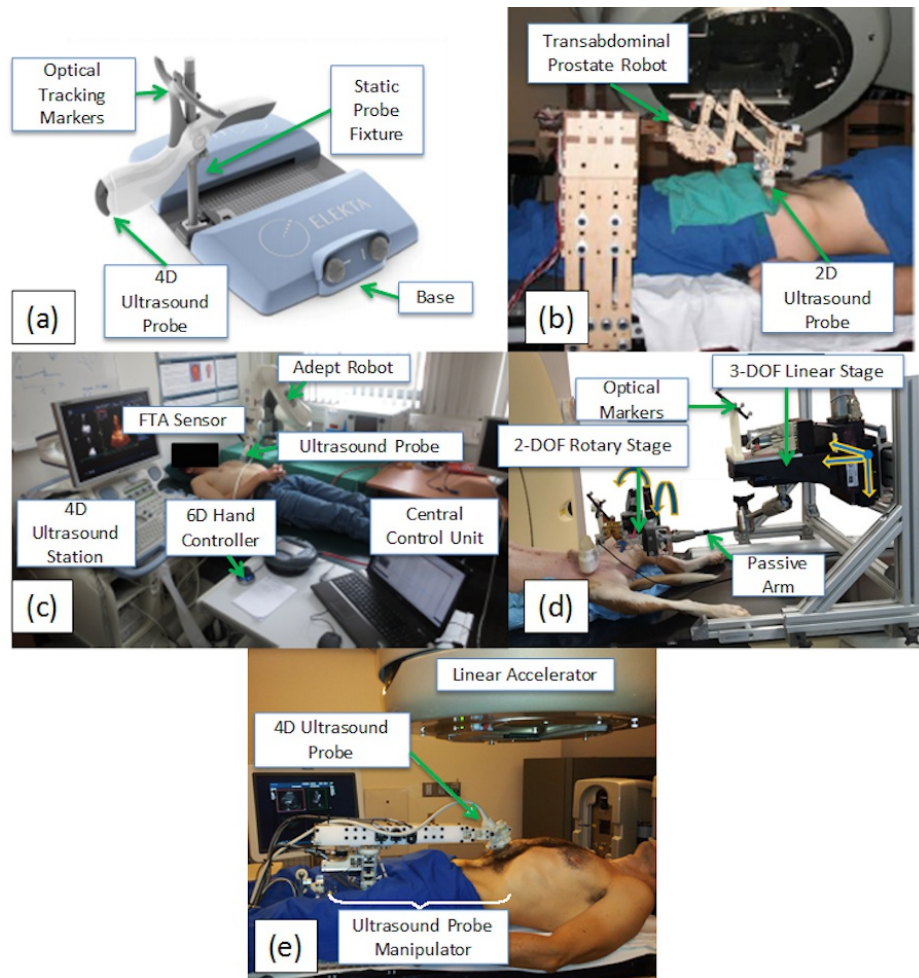 Optical
Tracking
Markers
Static
Probe
Fixture
ELEKTA
4D
Ultrasound
Probe
Base
(a)
Transabdominal
Prostate Robot
2D
Ultrasound
Probe
(b)
Adept Robot
FTA Sensor
Ultrasound Probe
4D
Ultrasound
Station
6D Hand
Controller
Central
Control Unit
(c)
3-DOF Linear Stage
Optical
Markers
2-DOF Rotary Stage
Passive
Arm
(d)
Linear Accelerator
4D Ultrasound
Probe
Ultrasound Probe
Manipulator
(e)